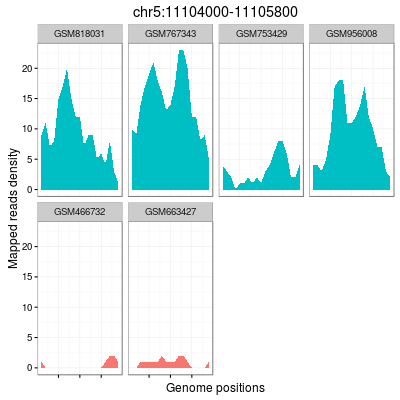 chr5:11104000-11105800
GSM818031 GSM767343 GSM753429 GSM956008
20
15
10
5
0
Mapped reads density
GSM466732 GSM663427
20
15
10
5
0
Genome positions